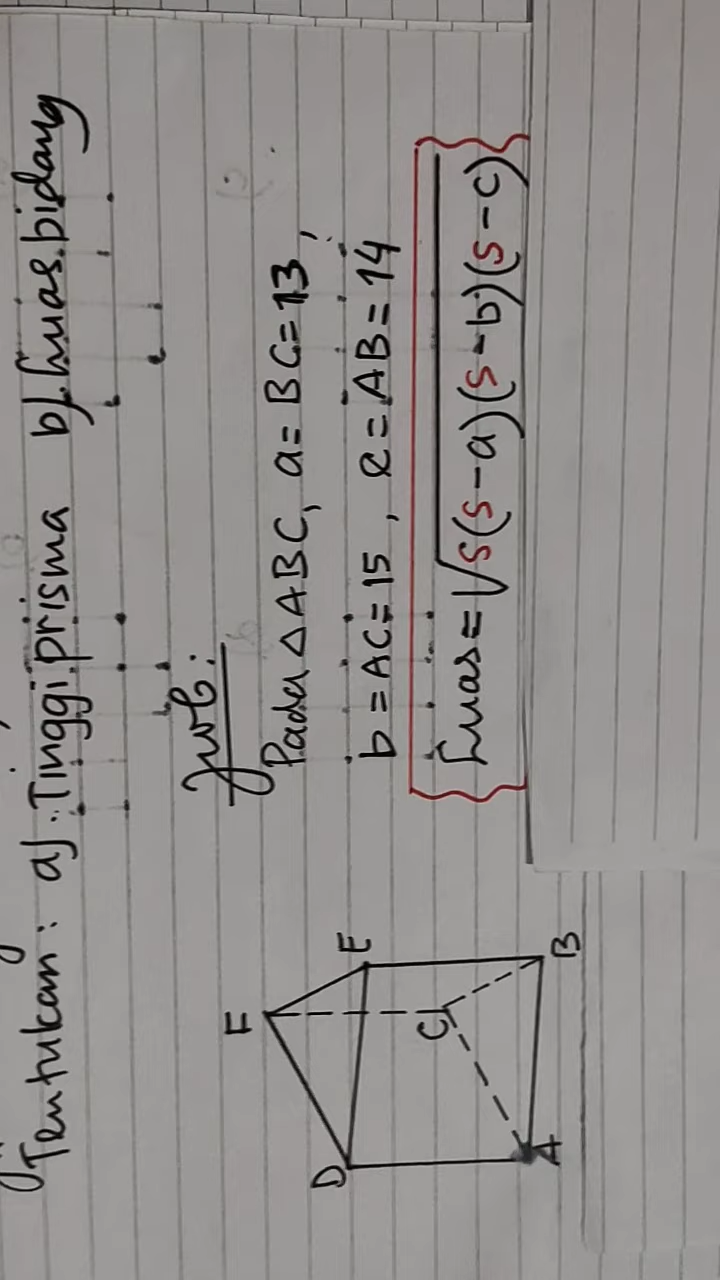 Tentukan: a). Tinggi prisma b). Luas bidang
Jwb:
Pada △ABC, a = BC = 13,
b = AC = 15, c = AB = 14
Luas = √s(s-a)(s-b)(s-c)
F
D E
C
A B